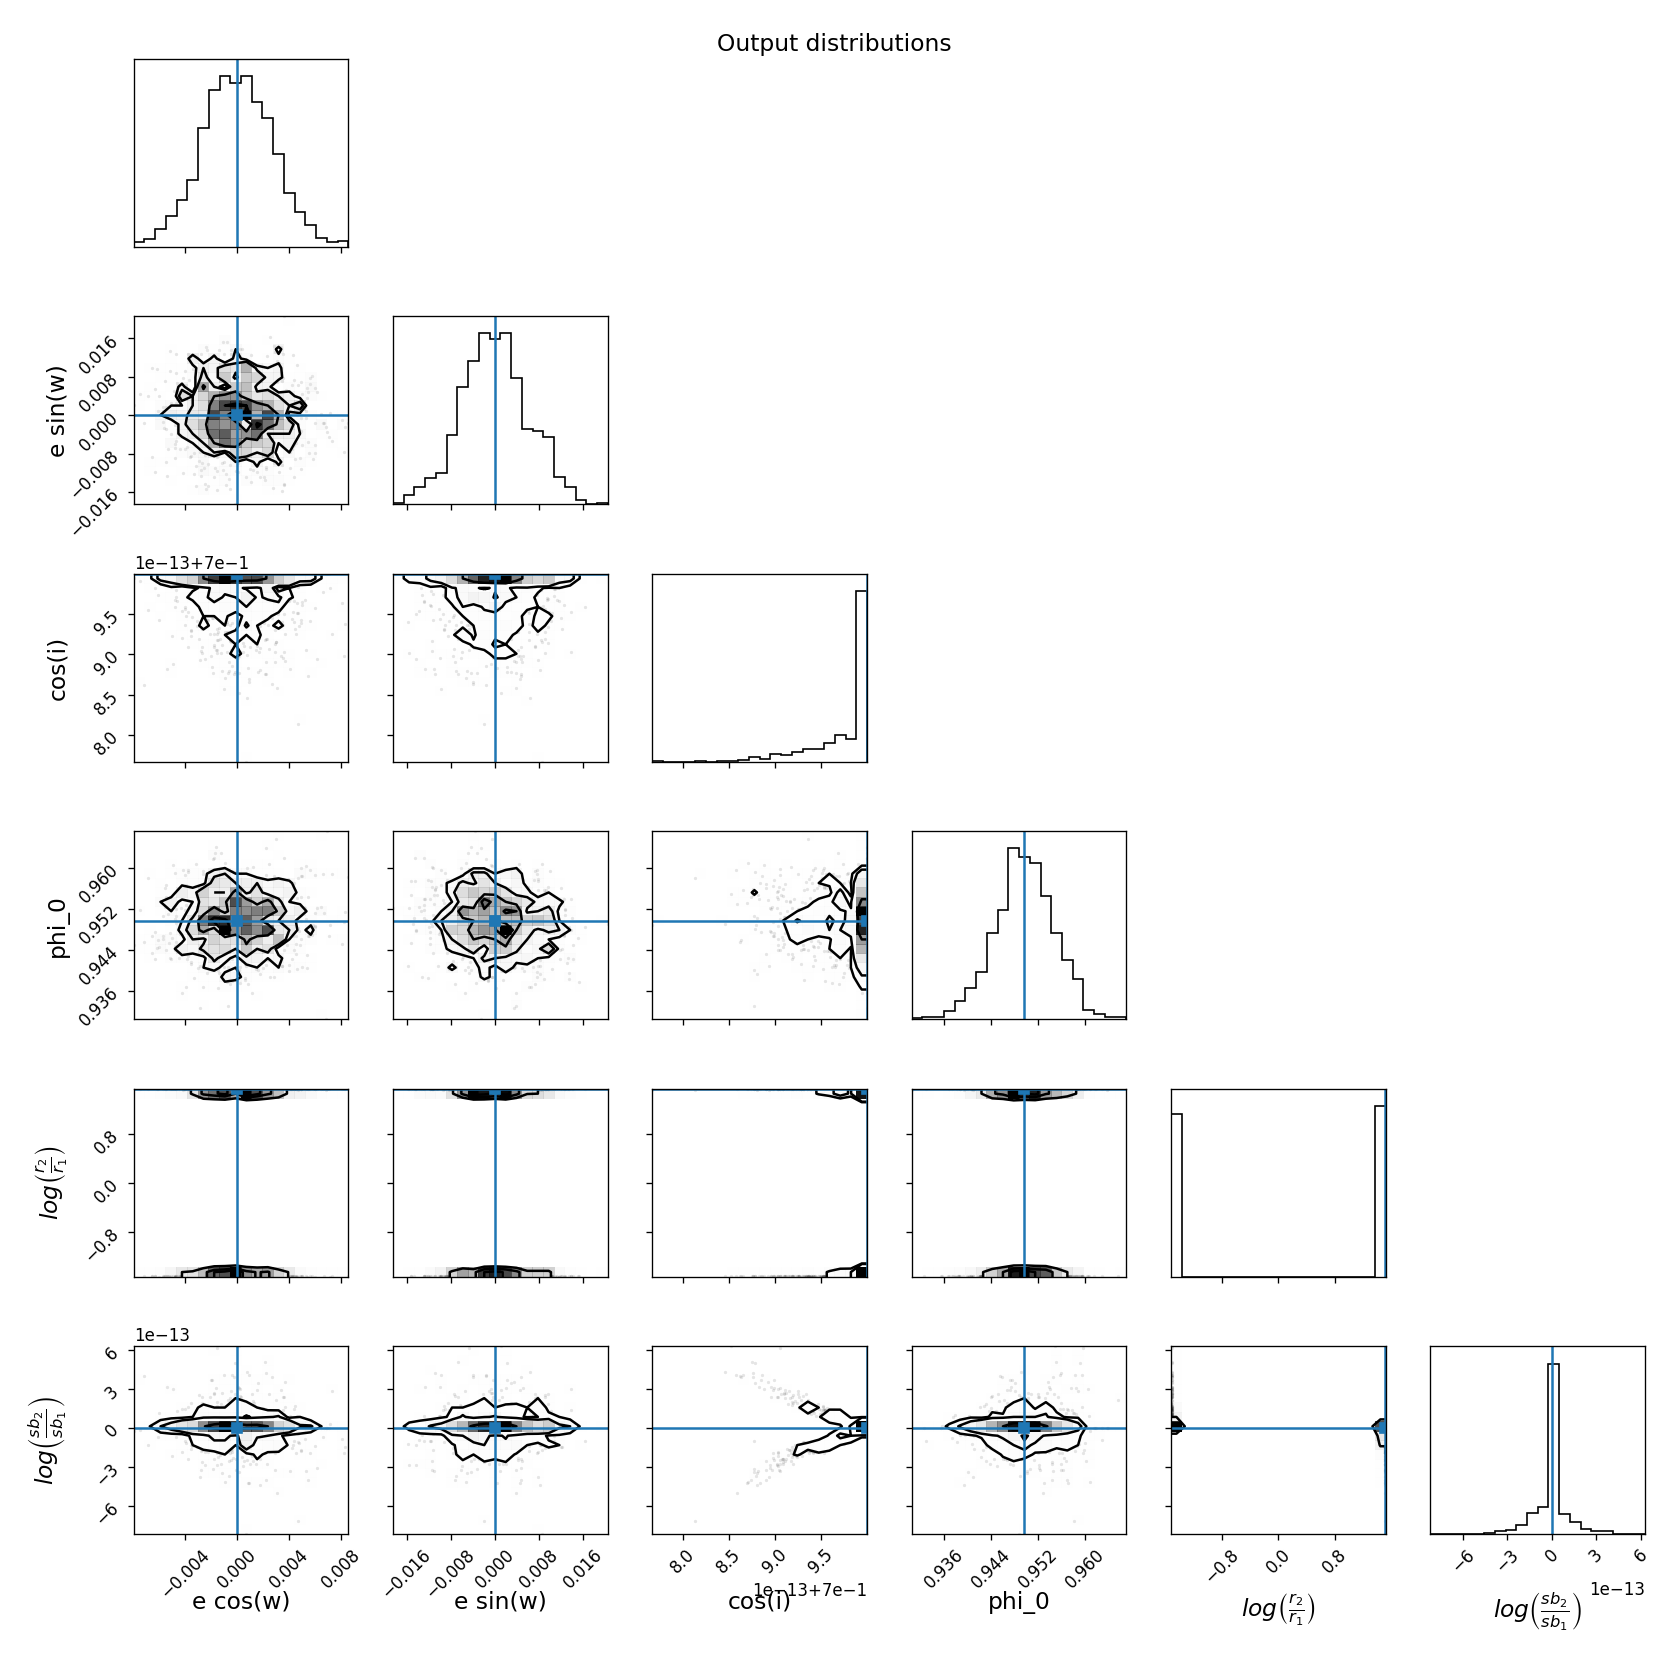 Output distributions
e sin(w)
0.016
0.008
0.000
−0.008
−0.016
1e−13+7e−1
cos(i)
9.5
9.0
8.5
8.0
phi_0
0.960
0.952
0.944
0.936
log(r₂/r₁)
0.8
0.0
−0.8
1e−13
log(sb₂/sb₁)
6
3
0
−3
−6
−0.004 0.000 0.004 0.008
−0.016 −0.008 0.000 0.008 0.016
8.0 8.5 9.0 9.5
0.936 0.944 0.952 0.960
−0.8 0.0 0.8
−6 −3 0 3 6
1e−13+7e−1
1e−13
e cos(w) e sin(w) cos(i) phi_0 log(r₂/r₁) log(sb₂/sb₁)